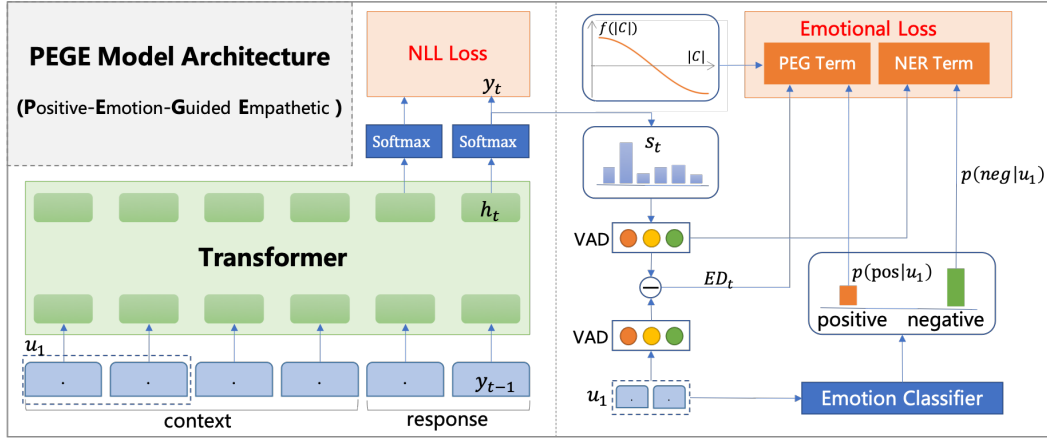 PEGE Model Architecture
(Positive-Emotion-Guided Empathetic )
NLL Loss
y_t
Softmax
Softmax
h_t
Transformer
u_1
y_{t-1}
context
response
f(|C|)
|C|
Emotional Loss
PEG Term
NER Term
s_t
p(neg|u_1)
VAD
ED_t
p(pos|u_1)
positive
negative
VAD
u_1
Emotion Classifier